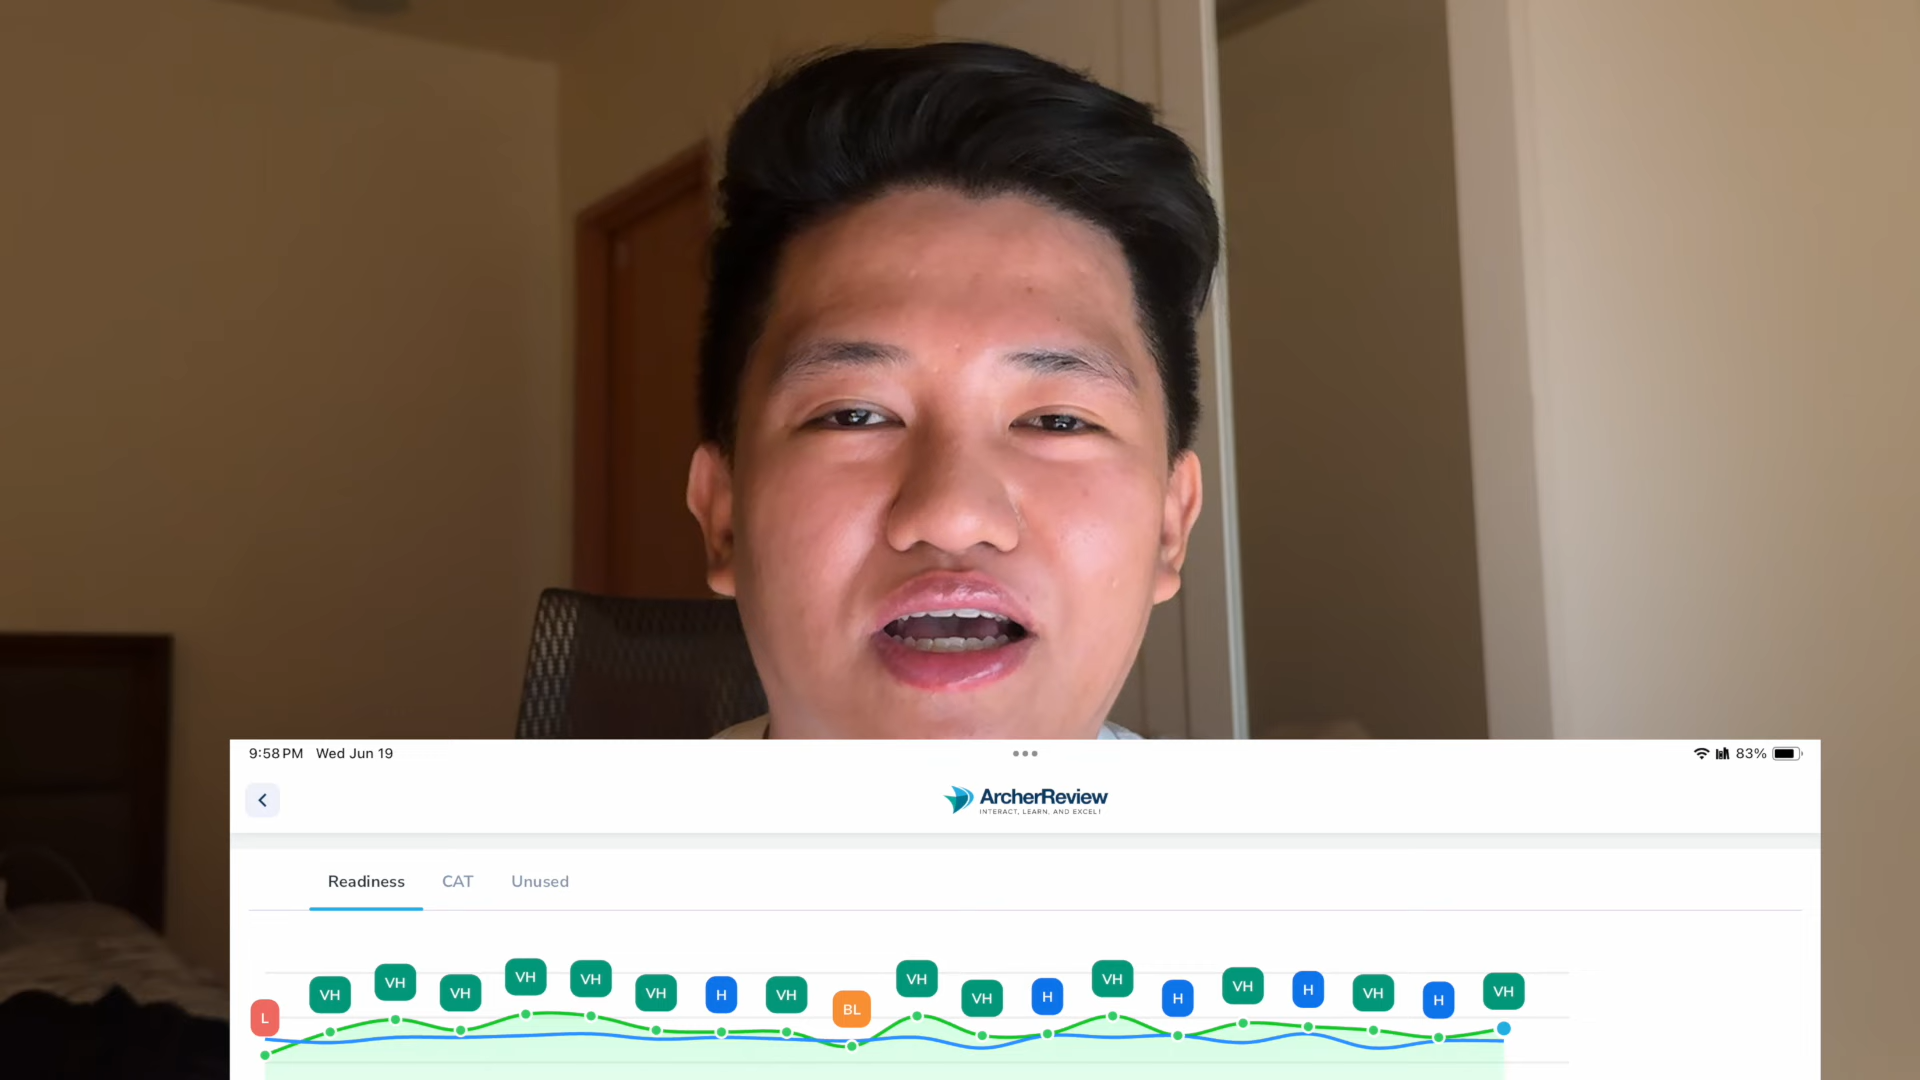 9:58 PM Wed Jun 19
83%
ArcherReview
INTERACT, LEARN, AND EXCEL!
Readiness CAT Unused
L VH VH VH VH VH VH H VH BL VH VH H VH H VH H VH H VH